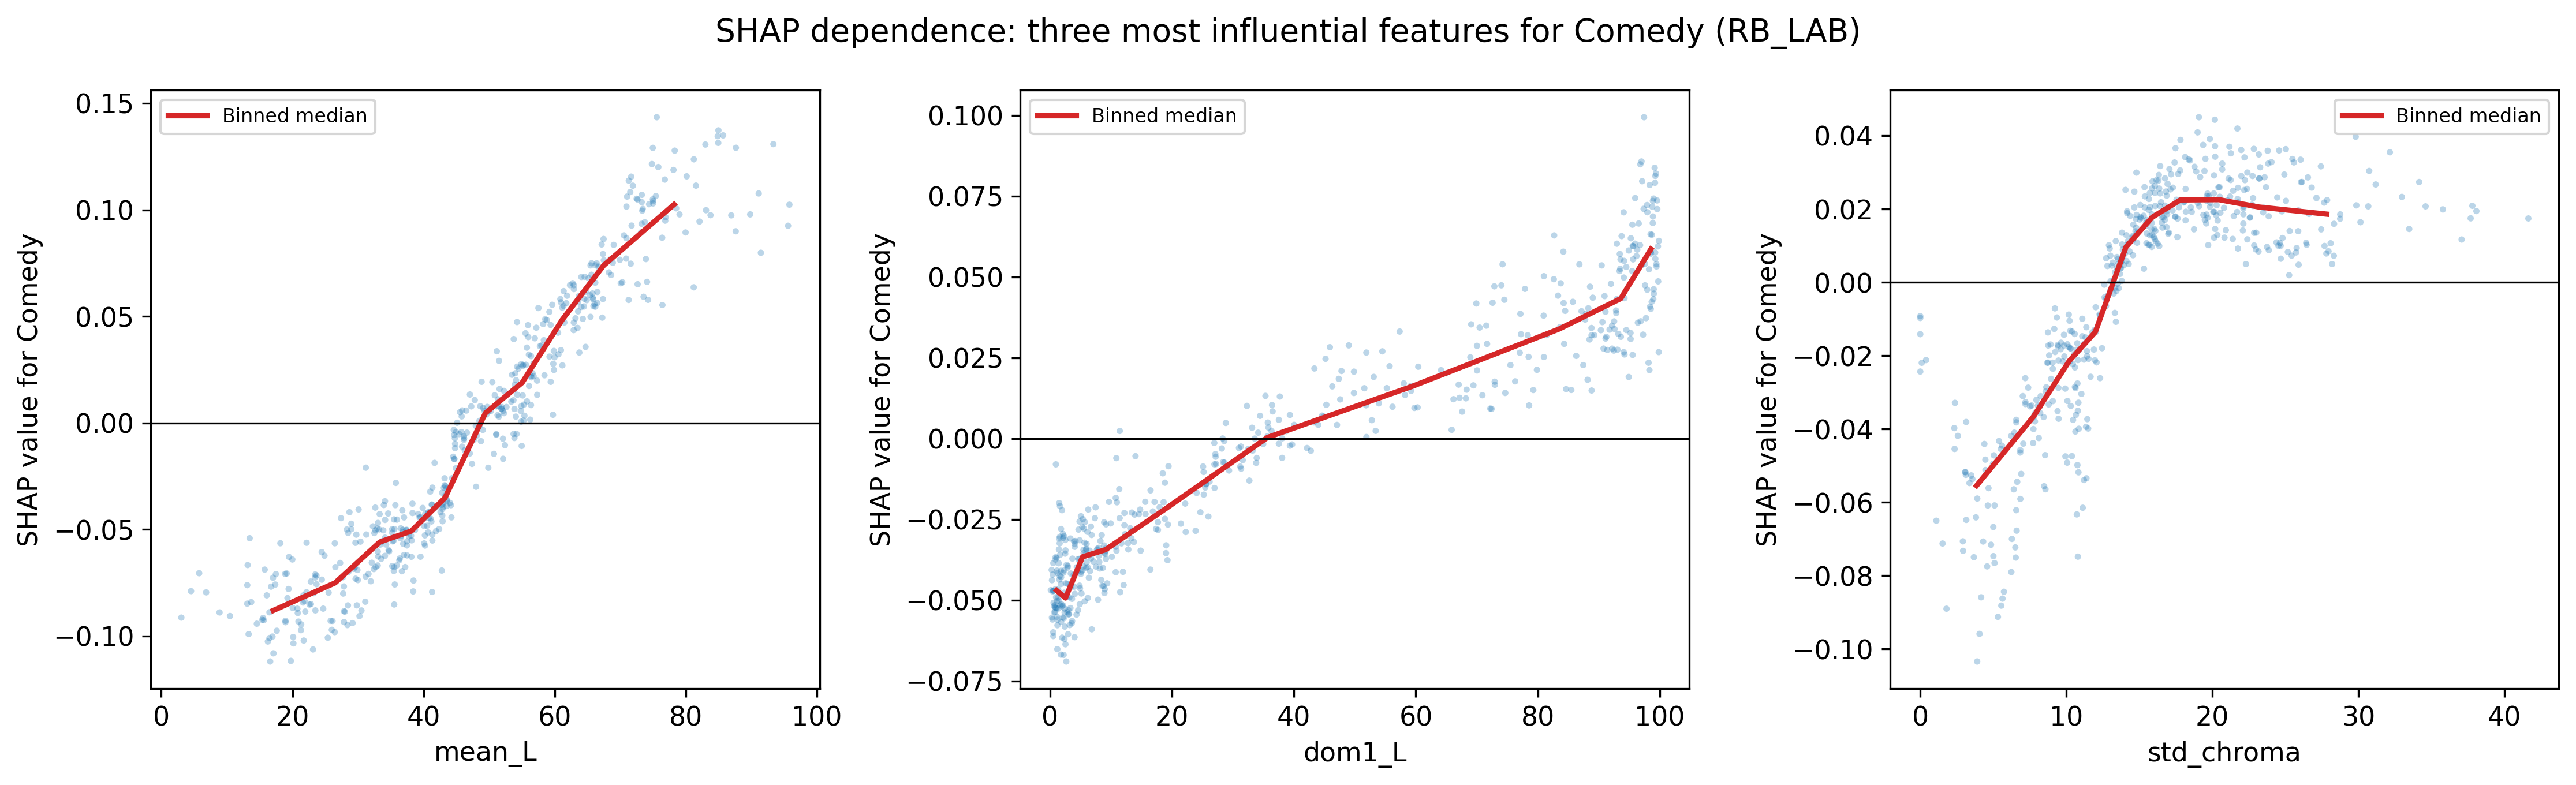 SHAP dependence: three most influential features for Comedy (RB_LAB)
SHAP value for Comedy
0.15
0.10
0.05
0.00
−0.05
−0.10
Binned median
0 20 40 60 80 100
mean_L
SHAP value for Comedy
0.100
0.075
0.050
0.025
0.000
−0.025
−0.050
−0.075
Binned median
0 20 40 60 80 100
dom1_L
SHAP value for Comedy
0.04
0.02
0.00
−0.02
−0.04
−0.06
−0.08
−0.10
Binned median
0 10 20 30 40
std_chroma